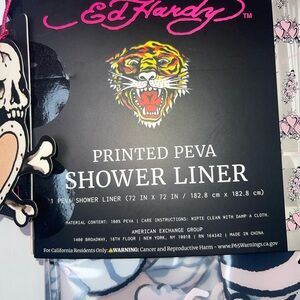 Ed Hardy™
PRINTED PEVA
SHOWER LINER
1 PEVA SHOWER LINER (72 IN X 72 IN / 182.8 cm x 182.8 cm)
MATERIAL CONTENT: 100% PEVA | CARE INSTRUCTIONS: WIPE CLEAN WITH DAMP A CLOTH.
AMERICAN EXCHANGE GROUP
1400 BROADWAY, 18TH FLOOR | NEW YORK, NY 10018 | MADE IN CHINA
For California Residents Only: ⚠WARNING: Cancer and Reproductive Harm - www.P65Warnings.ca.gov